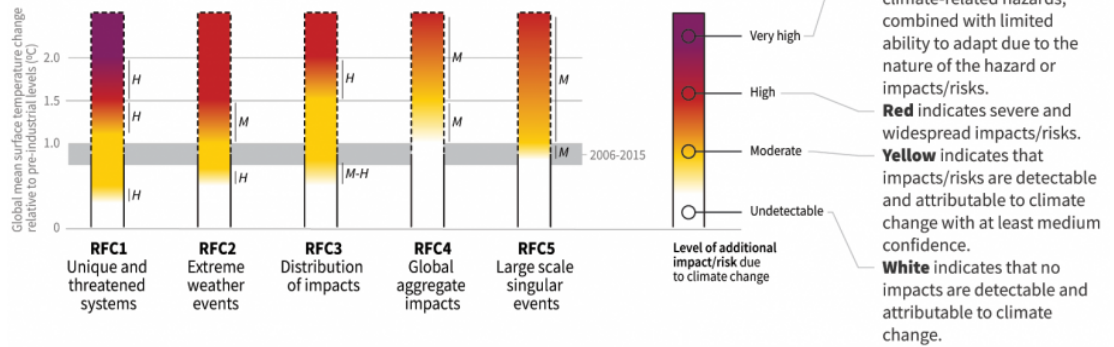 Global mean surface temperature change
relative to pre-industrial levels (ºC)
2.0
1.5
1.0
0
H
H
H
M
H
H
M-H
M
M
M
M
2006-2015
RFC1
Unique and
threatened
systems
RFC2
Extreme
weather
events
RFC3
Distribution
of impacts
RFC4
Global
aggregate
impacts
RFC5
Large scale
singular
events
Very high
High
Moderate
Undetectable
Level of additional
impact/risk due
to climate change
climate-related hazards,
combined with limited
ability to adapt due to the
nature of the hazard or
impacts/risks.
Red indicates severe and
widespread impacts/risks.
Yellow indicates that
impacts/risks are detectable
and attributable to climate
change with at least medium
confidence.
White indicates that no
impacts are detectable and
attributable to climate
change.